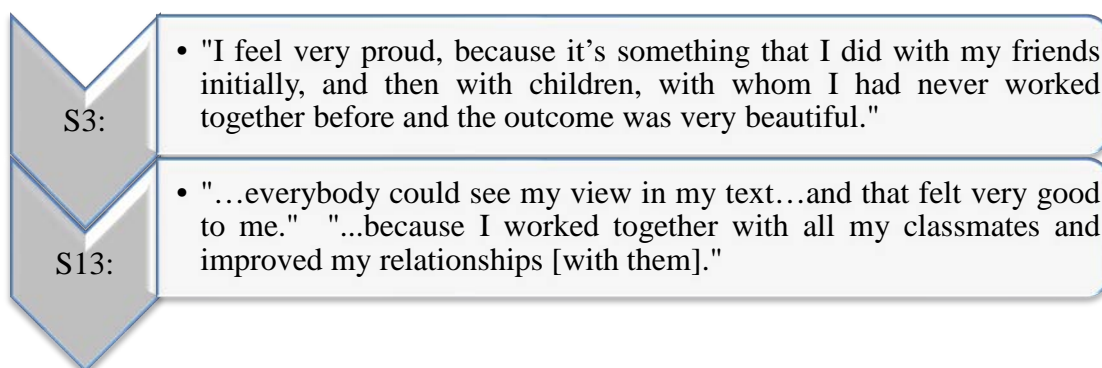 S3:
• "I feel very proud, because it’s something that I did with my friends
initially, and then with children, with whom I had never worked
together before and the outcome was very beautiful."
S13:
• "…everybody could see my view in my text…and that felt very good
to me." "...because I worked together with all my classmates and
improved my relationships [with them]."